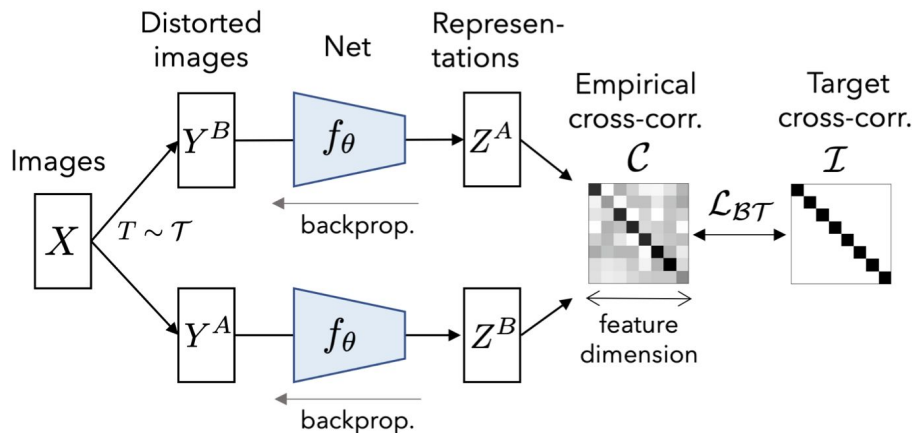 Distorted
images
Net
Represen-
tations
Empirical
cross-corr.
C
Target
cross-corr.
I
Images
X
T ~ T
Y^B
f_θ
Z^A
backprop.
L_BT
Y^A
f_θ
Z^B
backprop.
feature
dimension